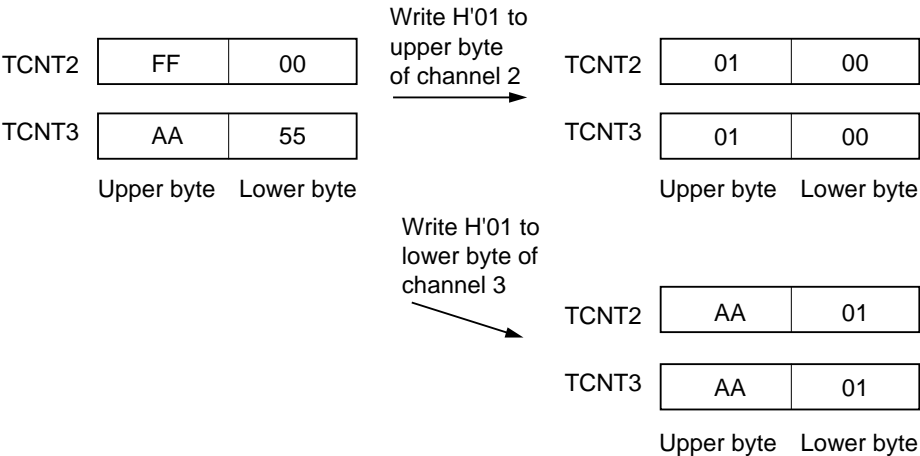 Write H'01 to
upper byte
of channel 2
TCNT2 FF 00
TCNT3 AA 55
Upper byte Lower byte
TCNT2 01 00
TCNT3 01 00
Upper byte Lower byte
Write H'01 to
lower byte of
channel 3
TCNT2 AA 01
TCNT3 AA 01
Upper byte Lower byte